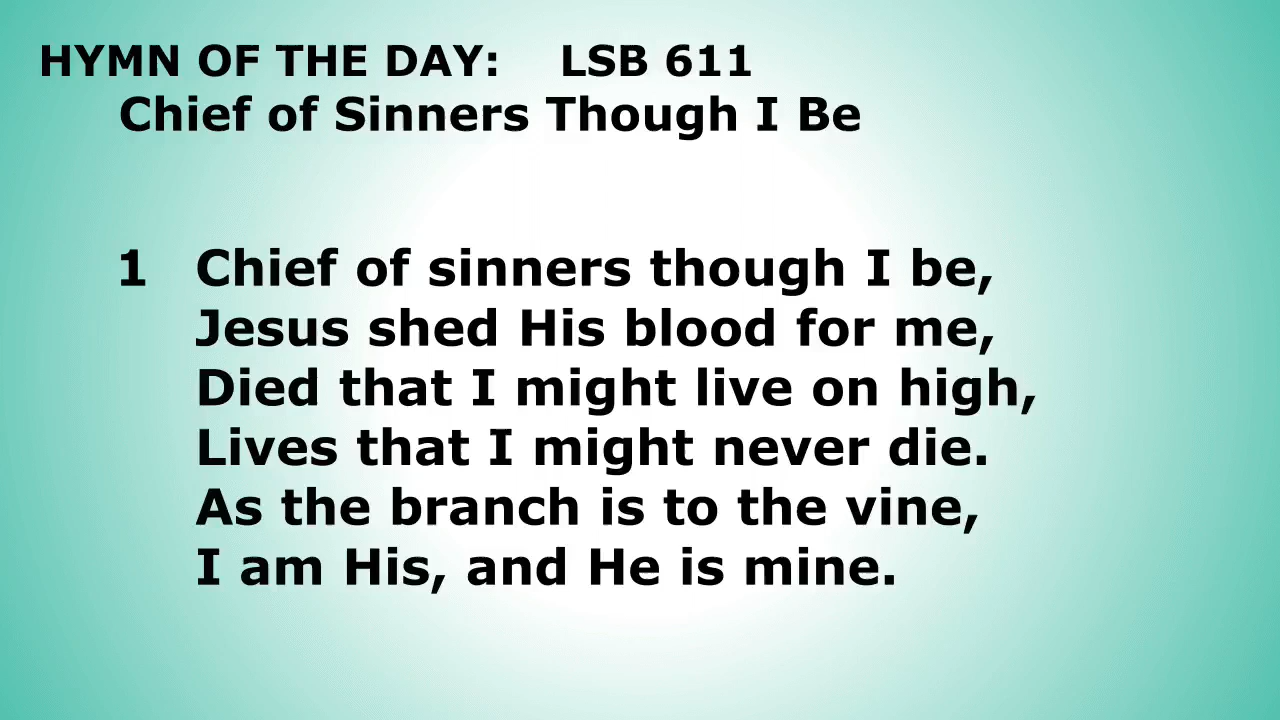 HYMN OF THE DAY: LSB 611
Chief of Sinners Though I Be
1 Chief of sinners though I be,
Jesus shed His blood for me,
Died that I might live on high,
Lives that I might never die.
As the branch is to the vine,
I am His, and He is mine.